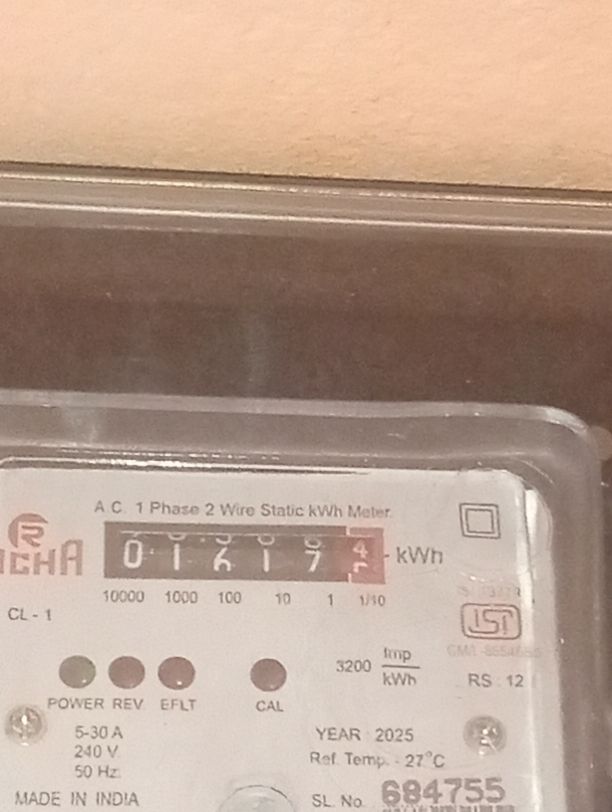 A.C. 1 Phase 2 Wire Static kWh Meter.
R
ICHA
0 1 6 1 7 4 - kWh
10000 1000 100 10 1 1/10
CL - 1
ISI
3200 Imp
kWh
RS : 12
POWER REV. EFLT CAL
5-30 A
240 V.
50 Hz.
YEAR : 2025
Ref. Temp. : 27°C
MADE IN INDIA
SL. No. 684755